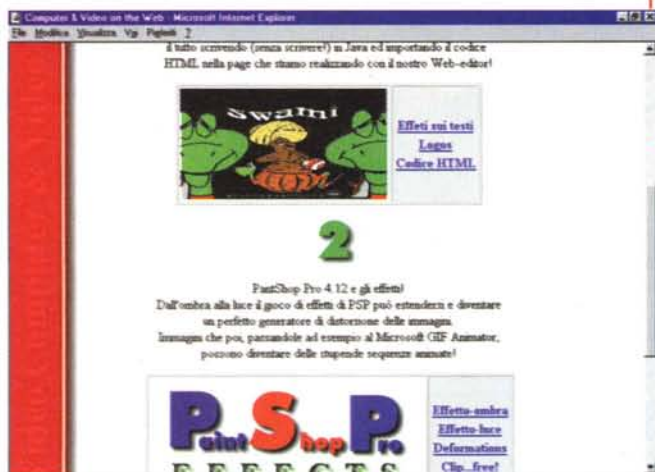 Computer & Video on the Web - Microsoft Internet Explorer
File Modifica Visualizza Vai Preferiti ?
il tutto scrivendo (senza scrivere!) in Java ed importando il codice
HTML nella page che stiamo realizzando con il nostro Web-editor!
Swami
Effeti sui testi
Logos
Codice HTML
2
PaintShop Pro 4.12 e gli effetti!
Dall'ombra alla luce il gioco di effetti di PSP può estendersi e diventare
un perfetto generatore di distorsione delle immagini.
Immagini che poi, passandole ad esempio al Microsoft GIF Animator,
possono diventare delle stupende sequenze animate!
Paint Shop Pro
EFFECTS
Effetto-ombra
Effetto-luce
Deformations
Clip...free!